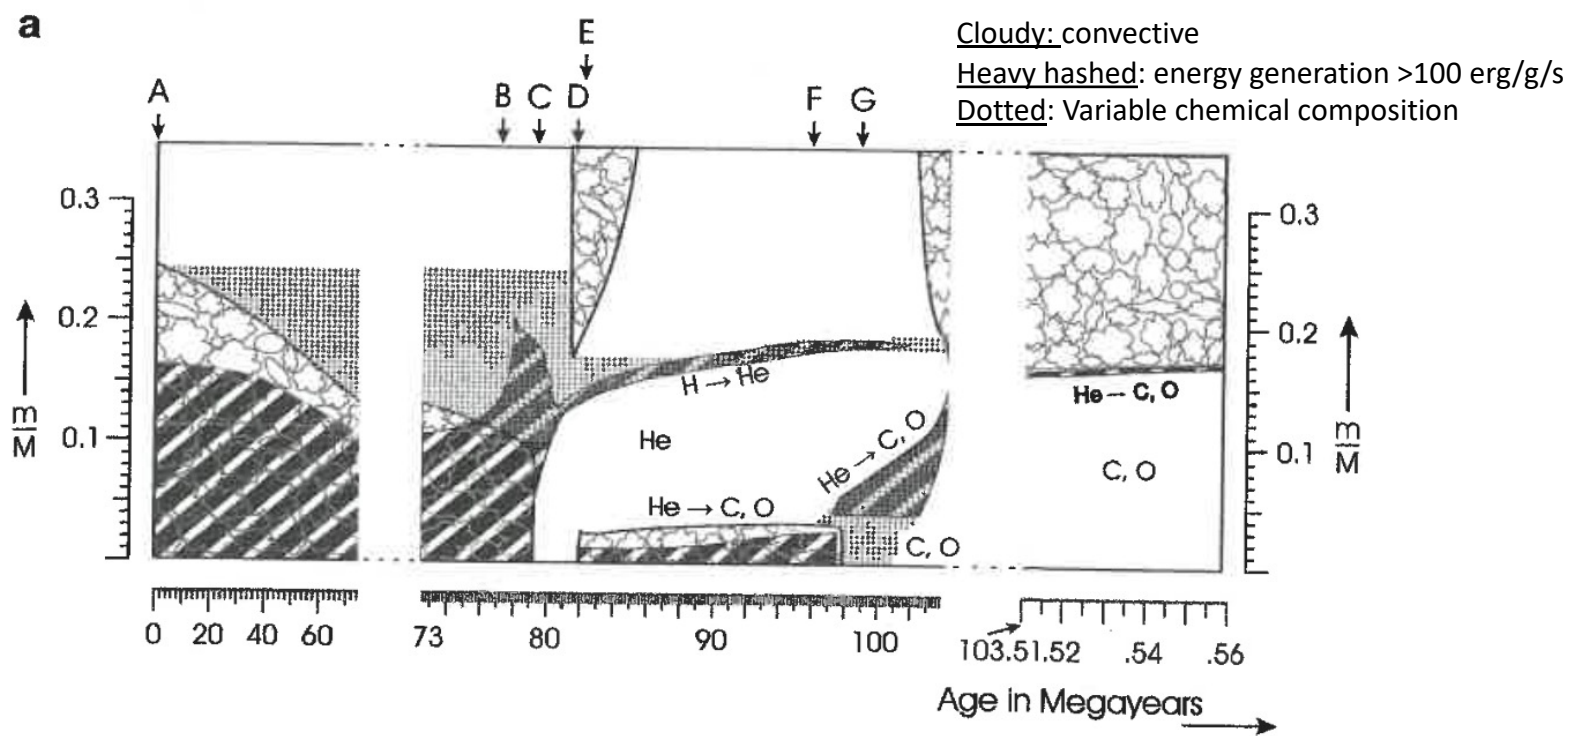 a
Cloudy: convective
Heavy hashed: energy generation >100 erg/g/s
Dotted: Variable chemical composition
E
A B C D F G
0.3 0.3
0.2 0.2
H → He
He → C, O
m/M 0.1 He He → C, O C, O 0.1 m/M
He → C, O
C, O
0 20 40 60 73 80 90 100 103.51 .52 .54 .56
Age in Megayears